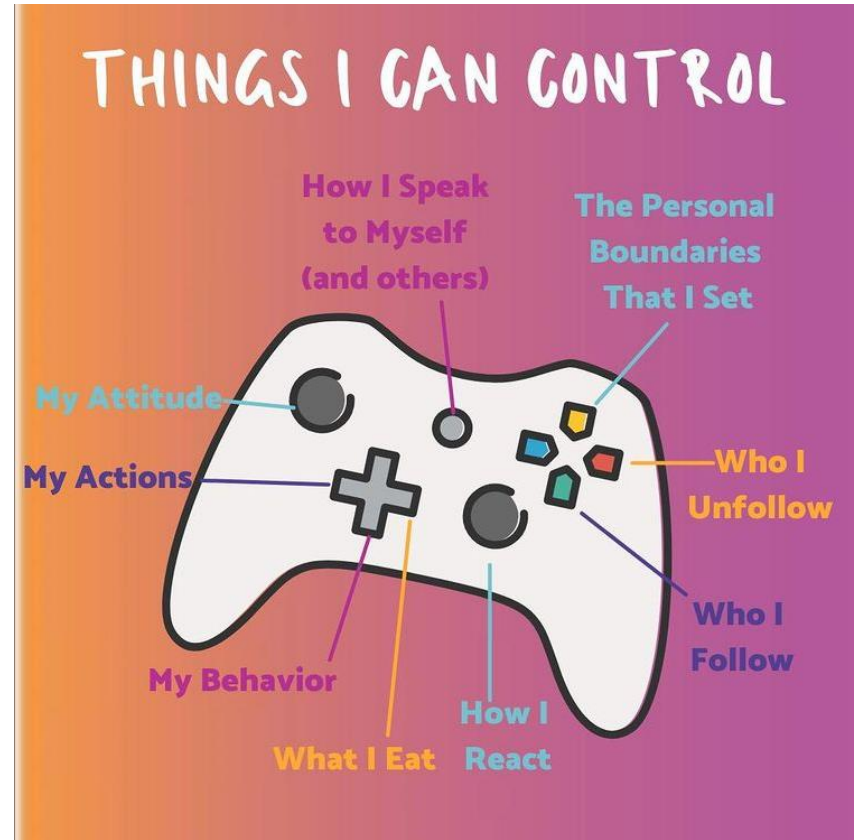 THINGS I CAN CONTROL
How I Speak
to Myself
(and others)
The Personal
Boundaries
That I Set
My Attitude
My Actions
Who I
Unfollow
Who I
Follow
My Behavior
How I
React
What I Eat